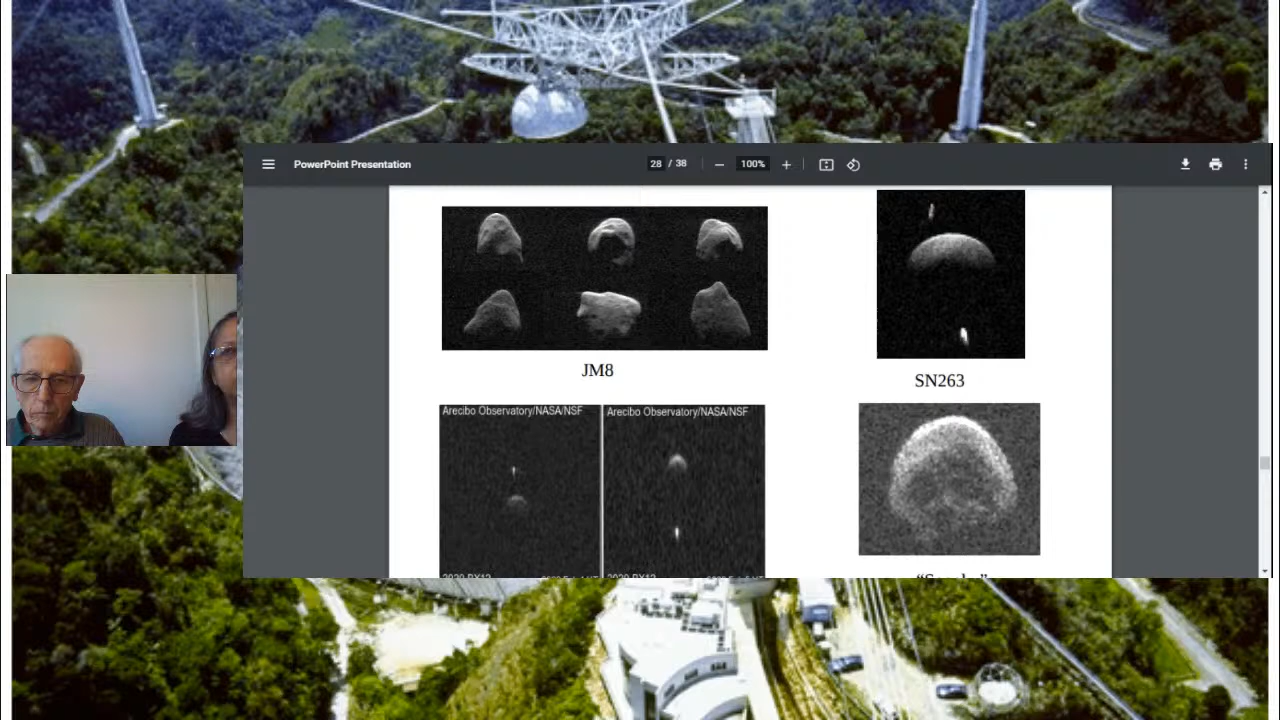 PowerPoint Presentation
28 / 38
100%
JM8
SN263
Arecibo Observatory/NASA/NSF
Arecibo Observatory/NASA/NSF